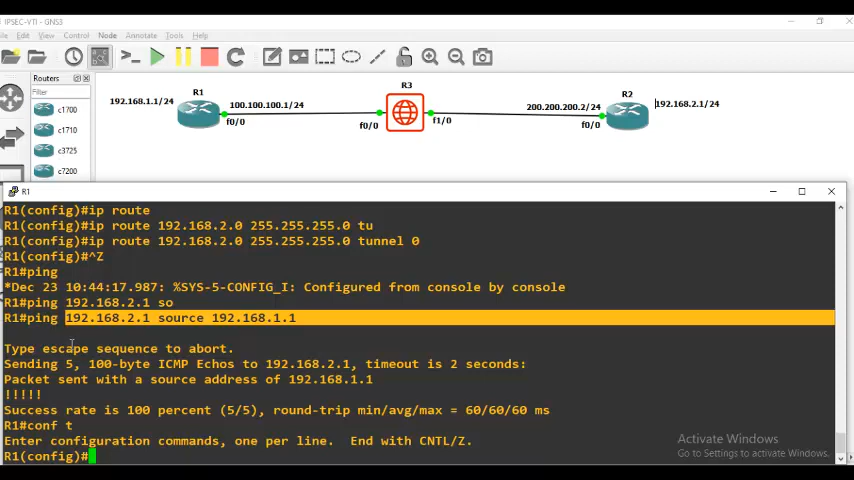 IPSEC-VTI - GNS3
File Edit View Control Node Annotate Tools Help
Routers
Filter
c1700
c1710
c3725
c7200
R1
R3
R2
192.168.1.1/24
100.100.100.1/24
200.200.200.2/24
192.168.2.1/24
f0/0
f0/0
f1/0
f0/0
R1
R1(config)#ip route
R1(config)#ip route 192.168.2.0 255.255.255.0 tu
R1(config)#ip route 192.168.2.0 255.255.255.0 tunnel 0
R1(config)#^Z
R1#ping
*Dec 23 10:44:17.987: %SYS-5-CONFIG_I: Configured from console by console
R1#ping 192.168.2.1 so
R1#ping 192.168.2.1 source 192.168.1.1
Type escape sequence to abort.
Sending 5, 100-byte ICMP Echos to 192.168.2.1, timeout is 2 seconds:
Packet sent with a source address of 192.168.1.1
!!!!!
Success rate is 100 percent (5/5), round-trip min/avg/max = 60/60/60 ms
R1#conf t
Enter configuration commands, one per line.  End with CNTL/Z.
R1(config)#
Activate Windows
Go to Settings to activate Windows.